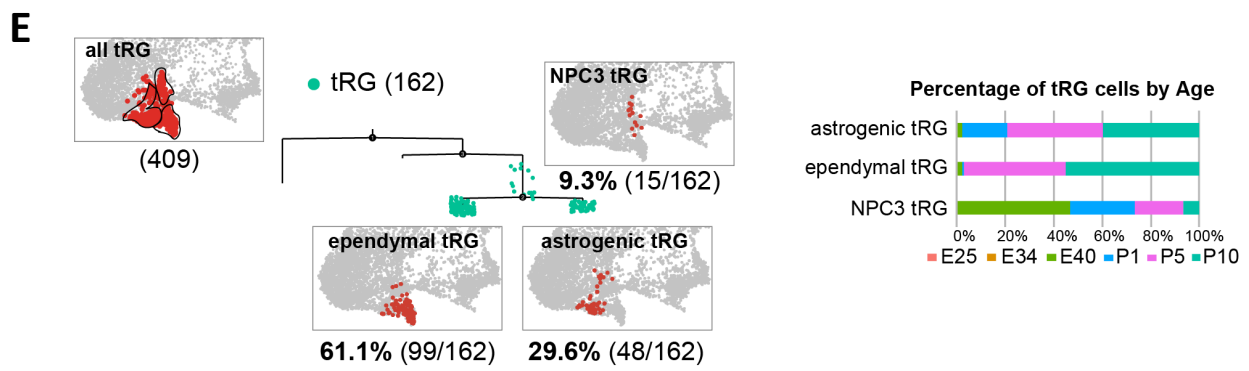 E
all tRG
(409)
tRG (162)
NPC3 tRG
9.3% (15/162)
ependymal tRG
61.1% (99/162)
astrogenic tRG
29.6% (48/162)
Percentage of tRG cells by Age
astrogenic tRG
ependymal tRG
NPC3 tRG
0% 20% 40% 60% 80% 100%
E25 E34 E40 P1 P5 P10